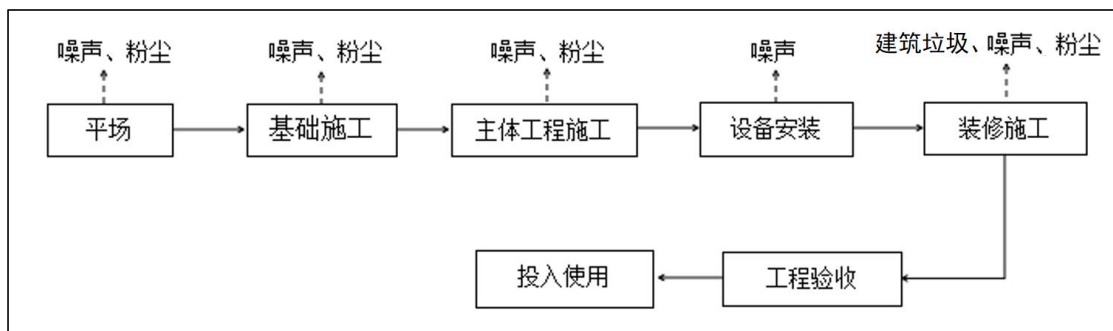 噪声、粉尘
噪声、粉尘
噪声、粉尘
噪声
建筑垃圾、噪声、粉尘
平场
基础施工
主体工程施工
设备安装
装修施工
投入使用
工程验收